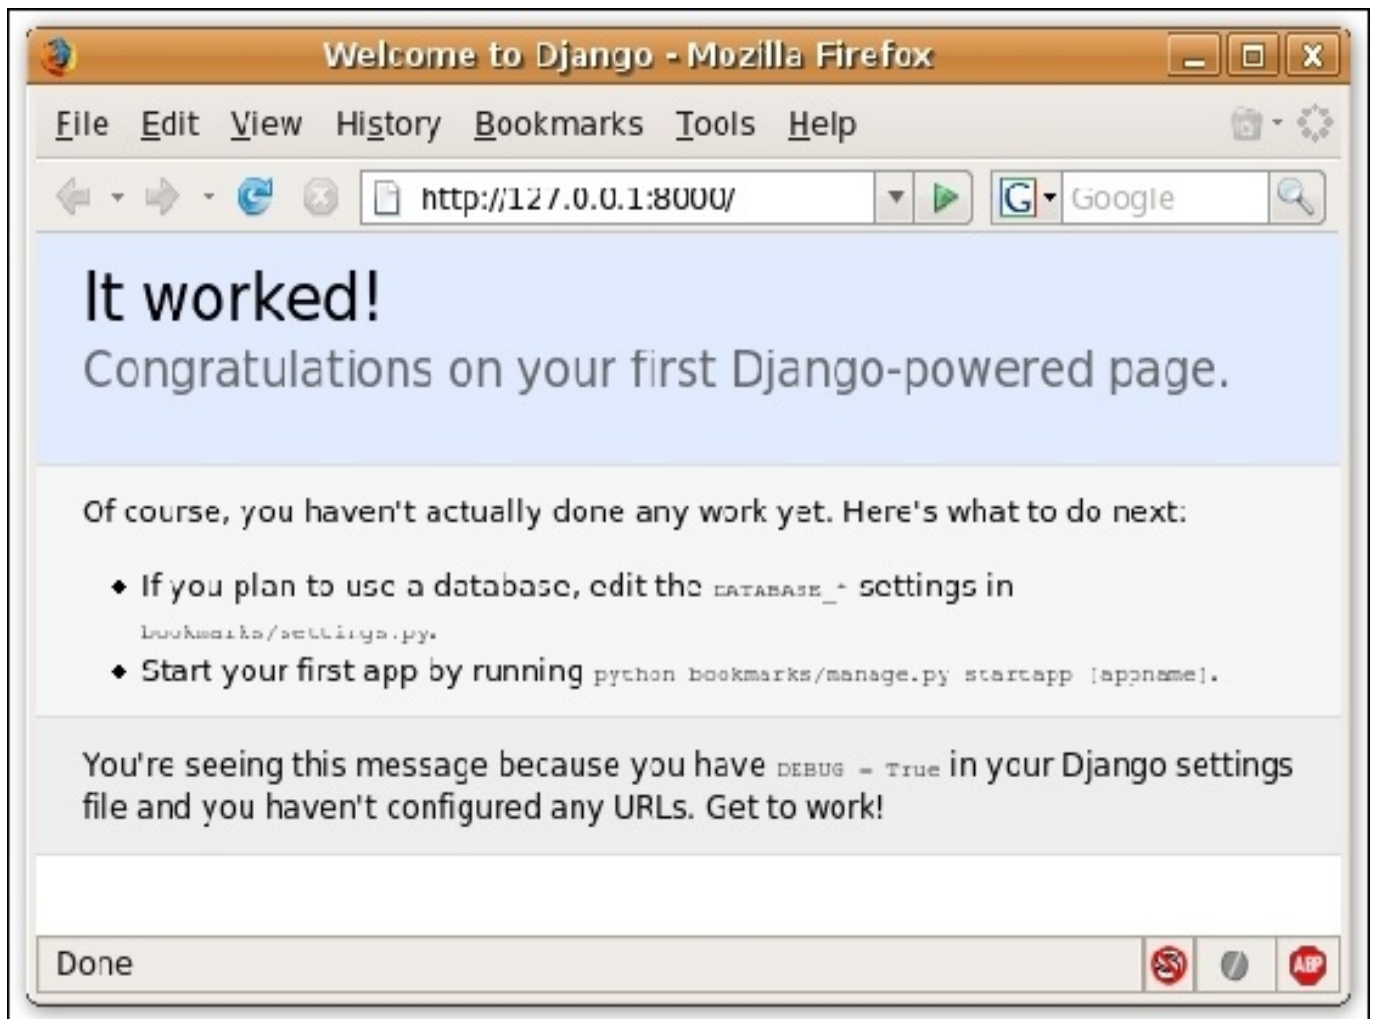 Welcome to Django - Mozilla Firefox
File Edit View History Bookmarks Tools Help
http://127.0.0.1:8000/ G Google
It worked!
Congratulations on your first Django-powered page.
Of course, you haven't actually done any work yet. Here's what to do next:
If you plan to use a database, edit the DATABASE_* settings in
bookmarks/settings.py.
Start your first app by running python bookmarks/manage.py startapp [appname].
You're seeing this message because you have DEBUG = True in your Django settings
file and you haven't configured any URLs. Get to work!
Done ABP